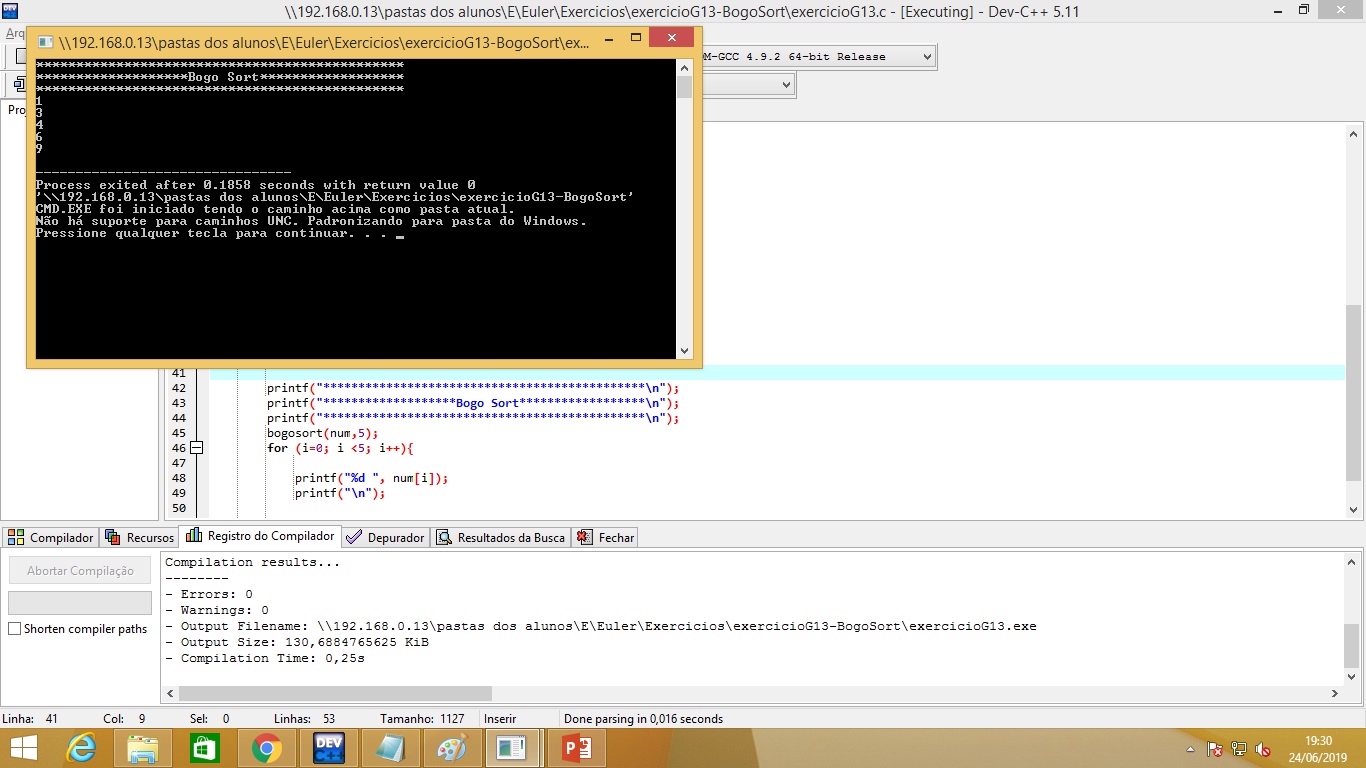 \\192.168.0.13\pastas dos alunos\E\Euler\Exercicios\exercicioG13-BogoSort\exercicioG13.c - [Executing] - Dev-C++ 5.11
Arq
\\192.168.0.13\pastas dos alunos\E\Euler\Exercicios\exercicioG13-BogoSort\ex...
M-GCC 4.9.2 64-bit Release
Proj
**********************************************
*******************Bogo Sort******************
**********************************************
1
3
4
6
9
--------------------------------
Process exited after 0.1858 seconds with return value 0
'\\192.168.0.13\pastas dos alunos\E\Euler\Exercicios\exercicioG13-BogoSort'
CMD.EXE foi iniciado tendo o caminho acima como pasta atual.
Não há suporte para caminhos UNC. Padronizando para pasta do Windows.
Pressione qualquer tecla para continuar. . . _
41
42 printf("**********************************************\n");
43 printf("*******************Bogo Sort******************\n");
44 printf("**********************************************\n");
45 bogosort(num,5);
46 for (i=0; i <5; i++){
47
48 printf("%d ", num[i]);
49 printf("\n");
50
Compilador Recursos Registro do Compilador Depurador Resultados da Busca Fechar
Abortar Compilação
Shorten compiler paths
Compilation results...
--------
- Errors: 0
- Warnings: 0
- Output Filename: \\192.168.0.13\pastas dos alunos\E\Euler\Exercicios\exercicioG13-BogoSort\exercicioG13.exe
- Output Size: 130,6884765625 KiB
- Compilation Time: 0,25s
Linha: 41 Col: 9 Sel: 0 Linhas: 53 Tamanho: 1127 Inserir Done parsing in 0,016 seconds
19:30
24/06/2019